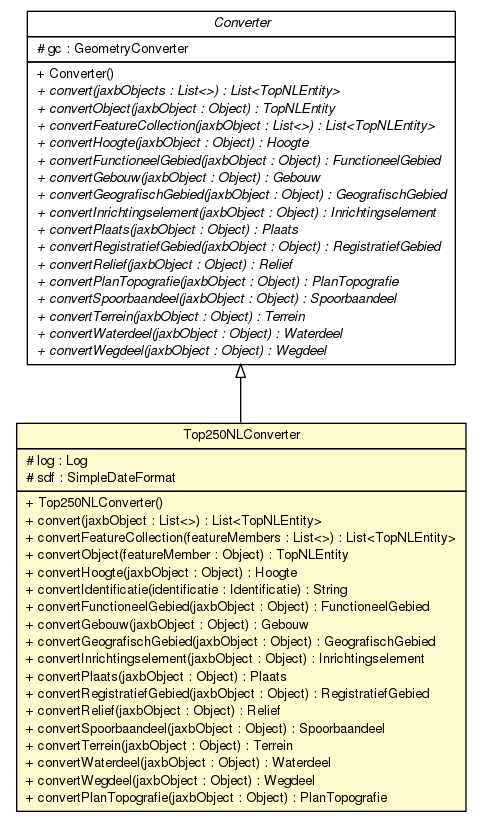 Converter
# gc : GeometryConverter
+ Converter()
+ convert(jaxbObjects : List<>) : List<TopNLEntity>
+ convertObject(jaxbObject : Object) : TopNLEntity
+ convertFeatureCollection(jaxbObject : List<>) : List<TopNLEntity>
+ convertHoogte(jaxbObject : Object) : Hoogte
+ convertFunctioneelGebied(jaxbObject : Object) : FunctioneelGebied
+ convertGebouw(jaxbObject : Object) : Gebouw
+ convertGeografischGebied(jaxbObject : Object) : GeografischGebied
+ convertInrichtingselement(jaxbObject : Object) : Inrichtingselement
+ convertPlaats(jaxbObject : Object) : Plaats
+ convertRegistratiefGebied(jaxbObject : Object) : RegistratiefGebied
+ convertRelief(jaxbObject : Object) : Relief
+ convertPlanTopografie(jaxbObject : Object) : PlanTopografie
+ convertSpoorbaandeel(jaxbObject : Object) : Spoorbaandeel
+ convertTerrein(jaxbObject : Object) : Terrein
+ convertWaterdeel(jaxbObject : Object) : Waterdeel
+ convertWegdeel(jaxbObject : Object) : Wegdeel
Top250NLConverter
# log : Log
# sdf : SimpleDateFormat
+ Top250NLConverter()
+ convert(jaxbObject : List<>) : List<TopNLEntity>
+ convertFeatureCollection(featureMembers : List<>) : List<TopNLEntity>
+ convertObject(featureMember : Object) : TopNLEntity
+ convertHoogte(jaxbObject : Object) : Hoogte
+ convertIdentificatie(identificatie : Identificatie) : String
+ convertFunctioneelGebied(jaxbObject : Object) : FunctioneelGebied
+ convertGebouw(jaxbObject : Object) : Gebouw
+ convertGeografischGebied(jaxbObject : Object) : GeografischGebied
+ convertInrichtingselement(jaxbObject : Object) : Inrichtingselement
+ convertPlaats(jaxbObject : Object) : Plaats
+ convertRegistratiefGebied(jaxbObject : Object) : RegistratiefGebied
+ convertRelief(jaxbObject : Object) : Relief
+ convertSpoorbaandeel(jaxbObject : Object) : Spoorbaandeel
+ convertTerrein(jaxbObject : Object) : Terrein
+ convertWaterdeel(jaxbObject : Object) : Waterdeel
+ convertWegdeel(jaxbObject : Object) : Wegdeel
+ convertPlanTopografie(jaxbObject : Object) : PlanTopografie